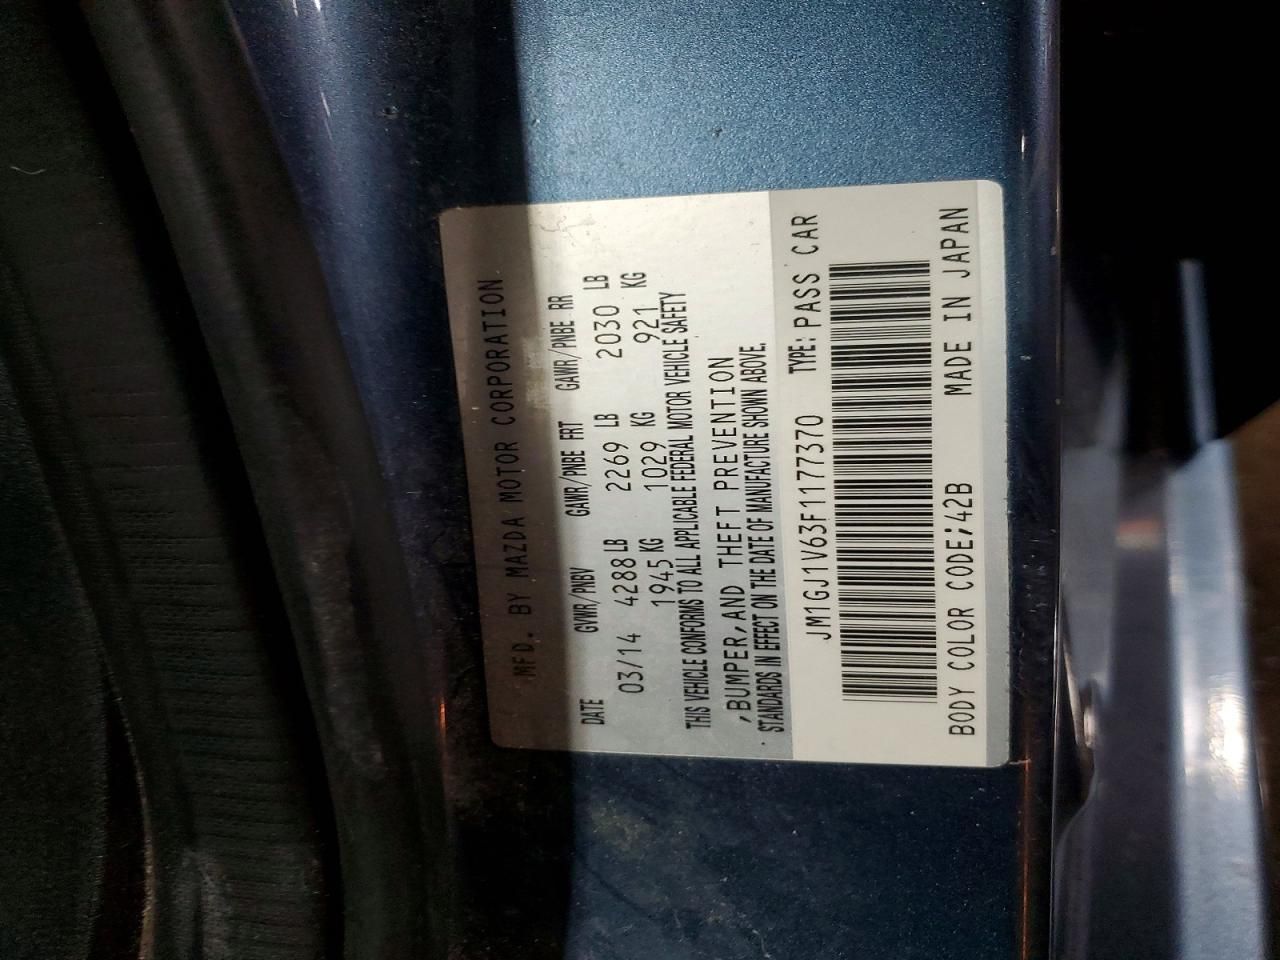 MFD. BY MAZDA MOTOR CORPORATION
DATE GVWR/PNBV GAWR/PNBE FRT GAWR/PNBE RR
03/14 4288 LB 2269 LB 2030 LB
1945 KG 1029 KG 921 KG
THIS VEHICLE CONFORMS TO ALL APPLICABLE FEDERAL MOTOR VEHICLE SAFETY
,BUMPER,AND THEFT PREVENTION
STANDARDS IN EFFECT ON THE DATE OF MANUFACTURE SHOWN ABOVE.
JM1GJ1V63F1177370 TYPE: PASS CAR
BODY COLOR CODE;42B MADE IN JAPAN